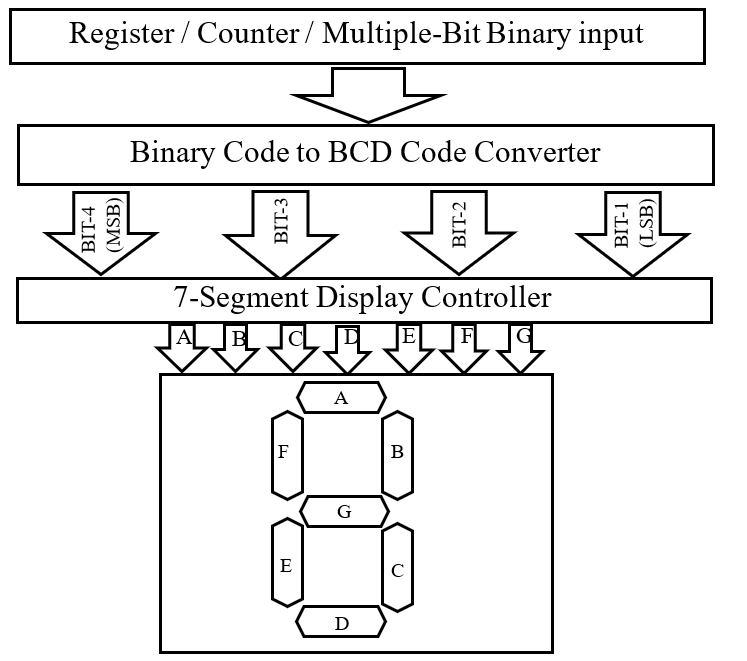 Register / Counter / Multiple-Bit Binary input
Binary Code to BCD Code Converter
BIT-4
(MSB)
BIT-3
BIT-2
BIT-1
(LSB)
7-Segment Display Controller
A B C D E F G
A
F
B
G
E
C
D